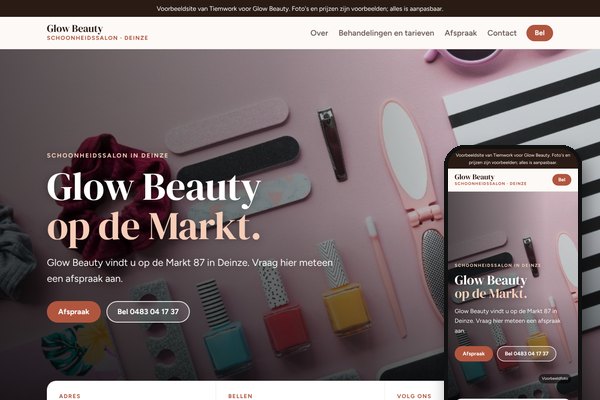 Voorbeeldsite van Tiemwork voor Glow Beauty. Foto's en prijzen zijn voorbeelden; alles is aanpasbaar.
Glow Beauty
SCHOONHEIDSSALON · DEINZE
Over
Behandelingen en tarieven
Afspraak
Contact
Bel
SCHOONHEIDSSALON IN DEINZE
Glow Beauty
op de Markt.
Glow Beauty vindt u op de Markt 87 in Deinze. Vraag hier meteen
een afspraak aan.
Afspraak
Bel 0483 04 17 37
ADRES
BELLEN
VOLG ONS
Voorbeeldsite van Tiemwork voor Glow Beauty. Foto's en
prijzen zijn voorbeelden; alles is aanpasbaar.
Glow Beauty
SCHOONHEIDSSALON · DEINZE
Bel
SCHOONHEIDSSALON IN DEINZE
Glow Beauty
op de Markt.
Glow Beauty vindt u op de Markt 87 in
Deinze. Vraag hier meteen een afspraak
aan.
Afspraak
Bel 0483 04 17 37
Voorbeeldfoto